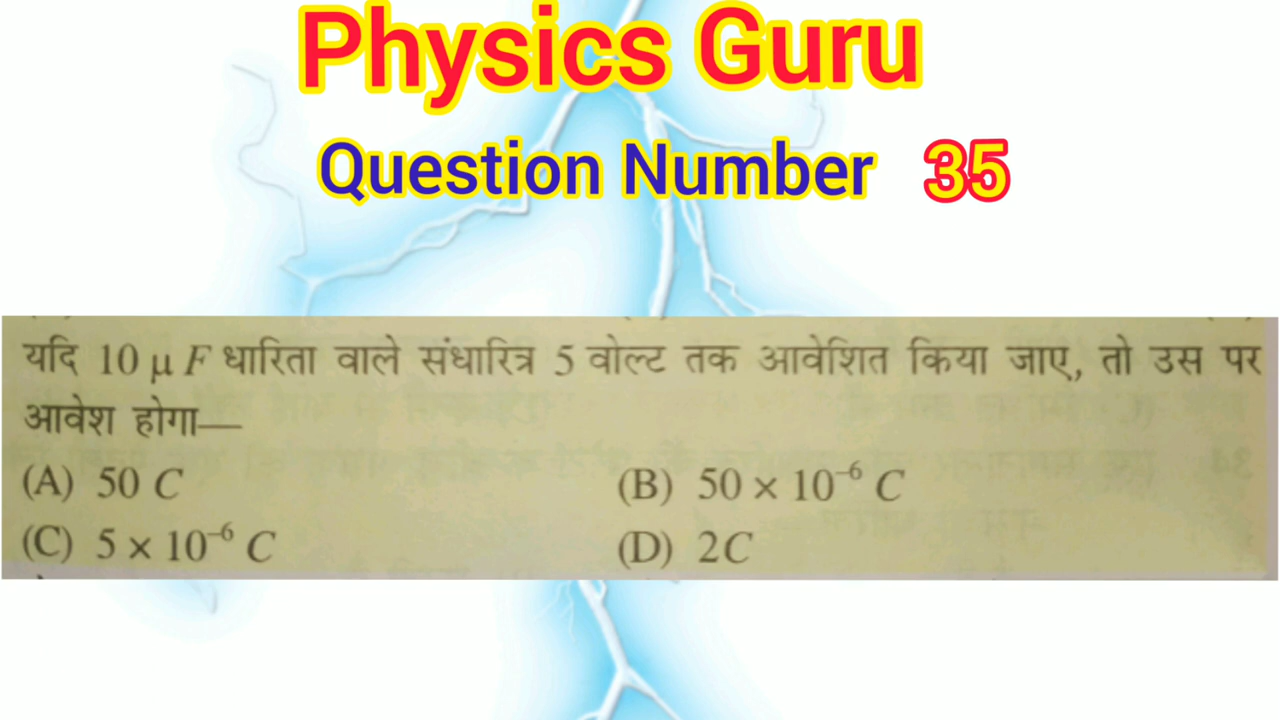 Physics Guru
Question Number 35
यदि 10 μ F धारिता वाले संधारित्र 5 वोल्ट तक आवेशित किया जाए, तो उस पर
आवेश होगा—
(A) 50 C (B) 50 × 10⁻⁶ C
(C) 5 × 10⁻⁶ C (D) 2C